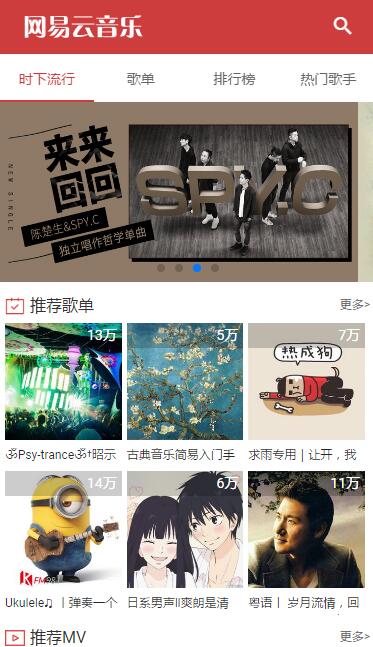 网易云音乐
时下流行 歌单 排行榜 热门歌手
NEW SINGLE
来来
回回
SPY.C
陈楚生&SPY.C
独立唱作哲学单曲
推荐歌单 更多>
13万 5万 7万
热成狗
ॐPsy-tranceॐ†昭示 古典音乐简易入门手 求雨专用 | 让开，我
14万 6万 11万
Ukulele♫ 丨弹奏一个 日系男声II爽朗是清 粤语丨 岁月流情，回
推荐MV 更多>